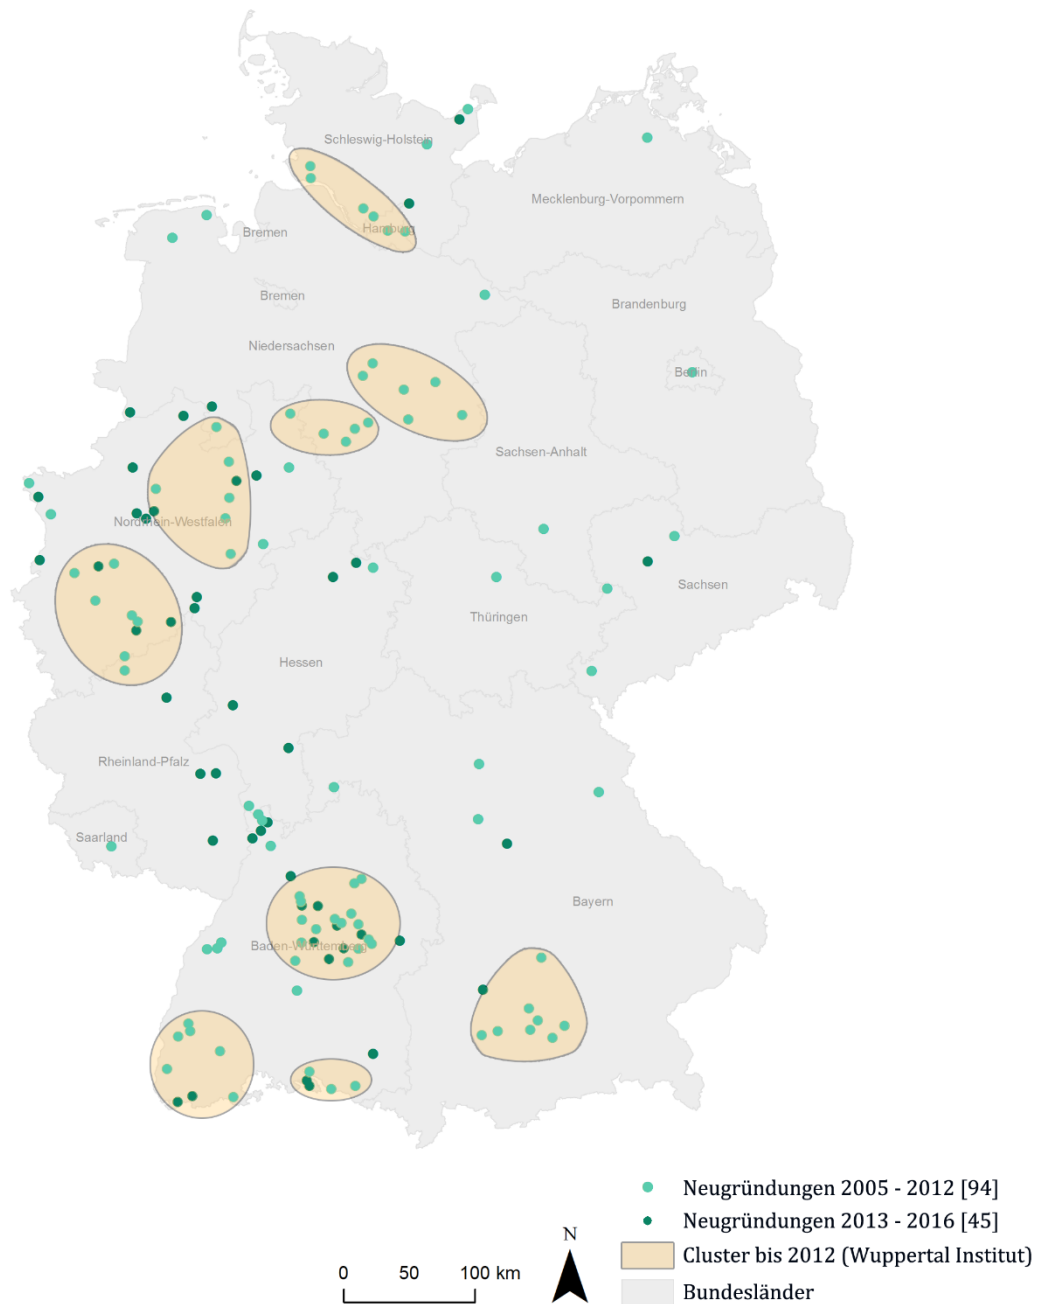 Schleswig-Holstein
Mecklenburg-Vorpommern
Hamburg
Bremen
Bremen
Brandenburg
Niedersachsen
Berlin
Sachsen-Anhalt
Nordrhein-Westfalen
Sachsen
Thüringen
Hessen
Rheinland-Pfalz
Saarland
Bayern
Baden-Württemberg
Neugründungen 2005 - 2012 [94]
Neugründungen 2013 - 2016 [45]
Cluster bis 2012 (Wuppertal Institut)
Bundesländer
N
0 50 100 km